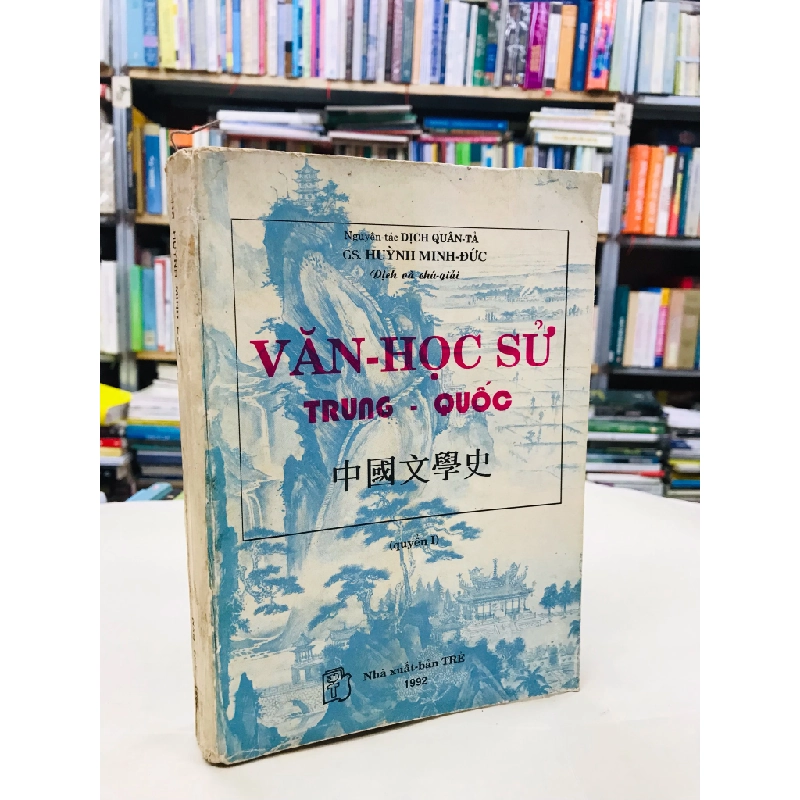 Nguyên-tác DỊCH QUÂN-TẢ
GS. HUỲNH MINH-ĐỨC
Dịch và chú-giải
VĂN-HỌC SỬ
TRUNG - QUỐC
中國文學史
(quyển I)
Nhà xuất-bản TRẺ
1992